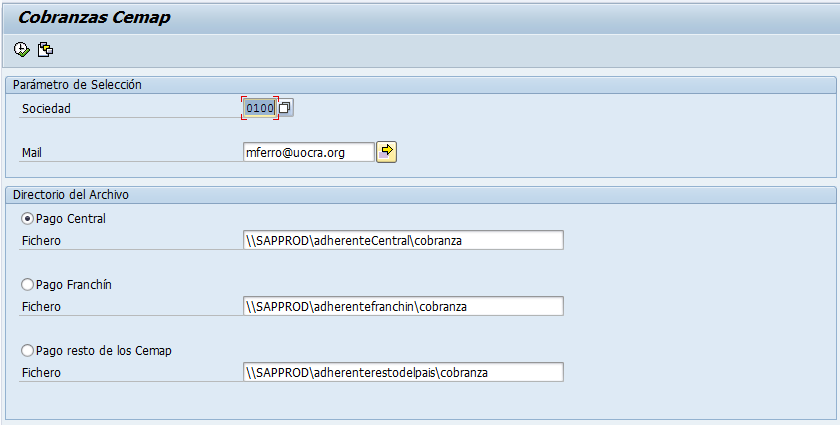 Cobranzas Cemap
Parámetro de Selección
Sociedad 0100
Mail mferro@uocra.org
Directorio del Archivo
Pago Central
Fichero \\SAPPROD\adherenteCentral\cobranza
Pago Franchín
Fichero \\SAPPROD\adherentefranchin\cobranza
Pago resto de los Cemap
Fichero \\SAPPROD\adherenterestodelpais\cobranza